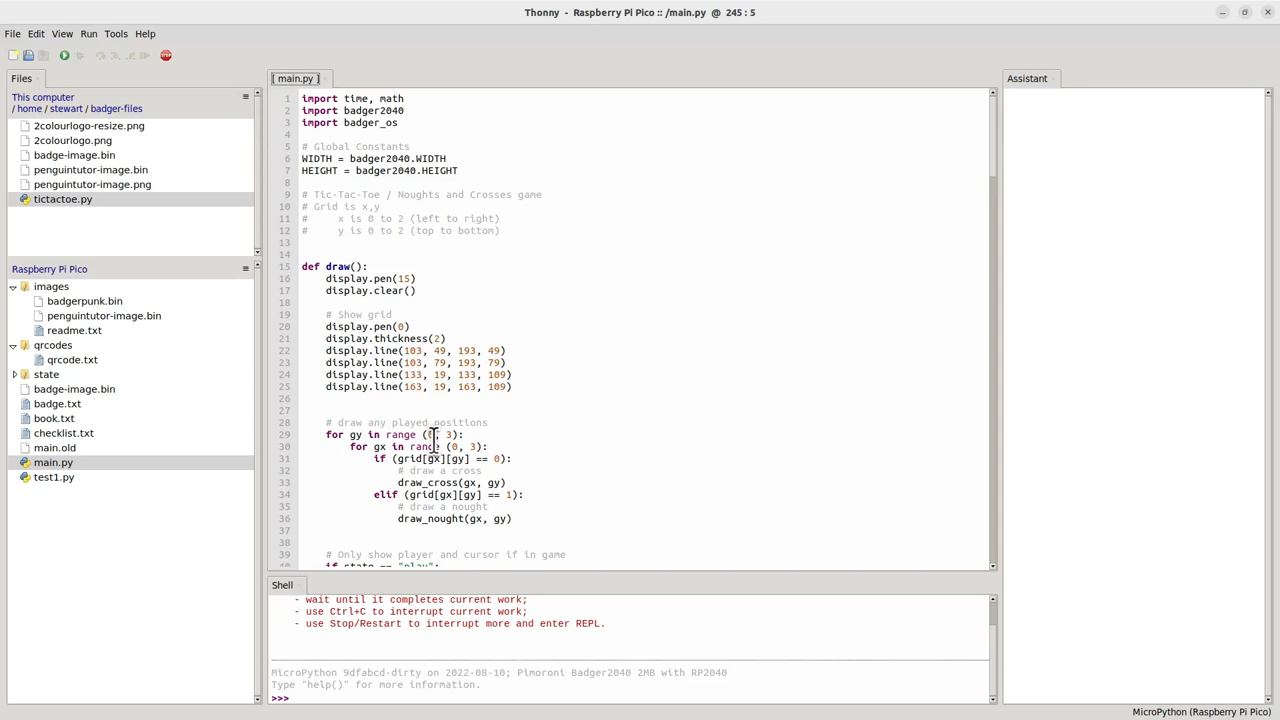 Thonny - Raspberry Pi Pico :: /main.py @ 245 : 5
File Edit View Run Tools Help
STOP
Files
This computer
/ home / stewart / badger-files
2colourlogo-resize.png
2colourlogo.png
badge-image.bin
penguintutor-image.bin
penguintutor-image.png
tictactoe.py
Raspberry Pi Pico
images
badgerpunk.bin
penguintutor-image.bin
readme.txt
qrcodes
qrcode.txt
state
badge-image.bin
badge.txt
book.txt
checklist.txt
main.old
main.py
test1.py
[ main.py ]
1 import time, math
2 import badger2040
3 import badger_os
4
5 # Global Constants
6 WIDTH = badger2040.WIDTH
7 HEIGHT = badger2040.HEIGHT
8
9 # Tic-Tac-Toe / Noughts and Crosses game
10 # Grid is x,y
11 #     x is 0 to 2 (left to right)
12 #     y is 0 to 2 (top to bottom)
13
14
15 def draw():
16     display.pen(15)
17     display.clear()
18
19     # Show grid
20     display.pen(0)
21     display.thickness(2)
22     display.line(103, 49, 193, 49)
23     display.line(103, 79, 193, 79)
24     display.line(133, 19, 133, 109)
25     display.line(163, 19, 163, 109)
26
27
28     # draw any played positions
29     for gy in range (0, 3):
30         for gx in range (0, 3):
31             if (grid[gx][gy] == 0):
32                 # draw a cross
33                 draw_cross(gx, gy)
34             elif (grid[gx][gy] == 1):
35                 # draw a nought
36                 draw_nought(gx, gy)
37
38
39     # Only show player and cursor if in game
40     if state == "play":
Shell
- wait until it completes current work;
- use Ctrl+C to interrupt current work;
- use Stop/Restart to interrupt more and enter REPL.
MicroPython 9dfabcd-dirty on 2022-08-10; Pimoroni Badger2040 2MB with RP2040
Type "help()" for more information.
>>>
Assistant
MicroPython (Raspberry Pi Pico)